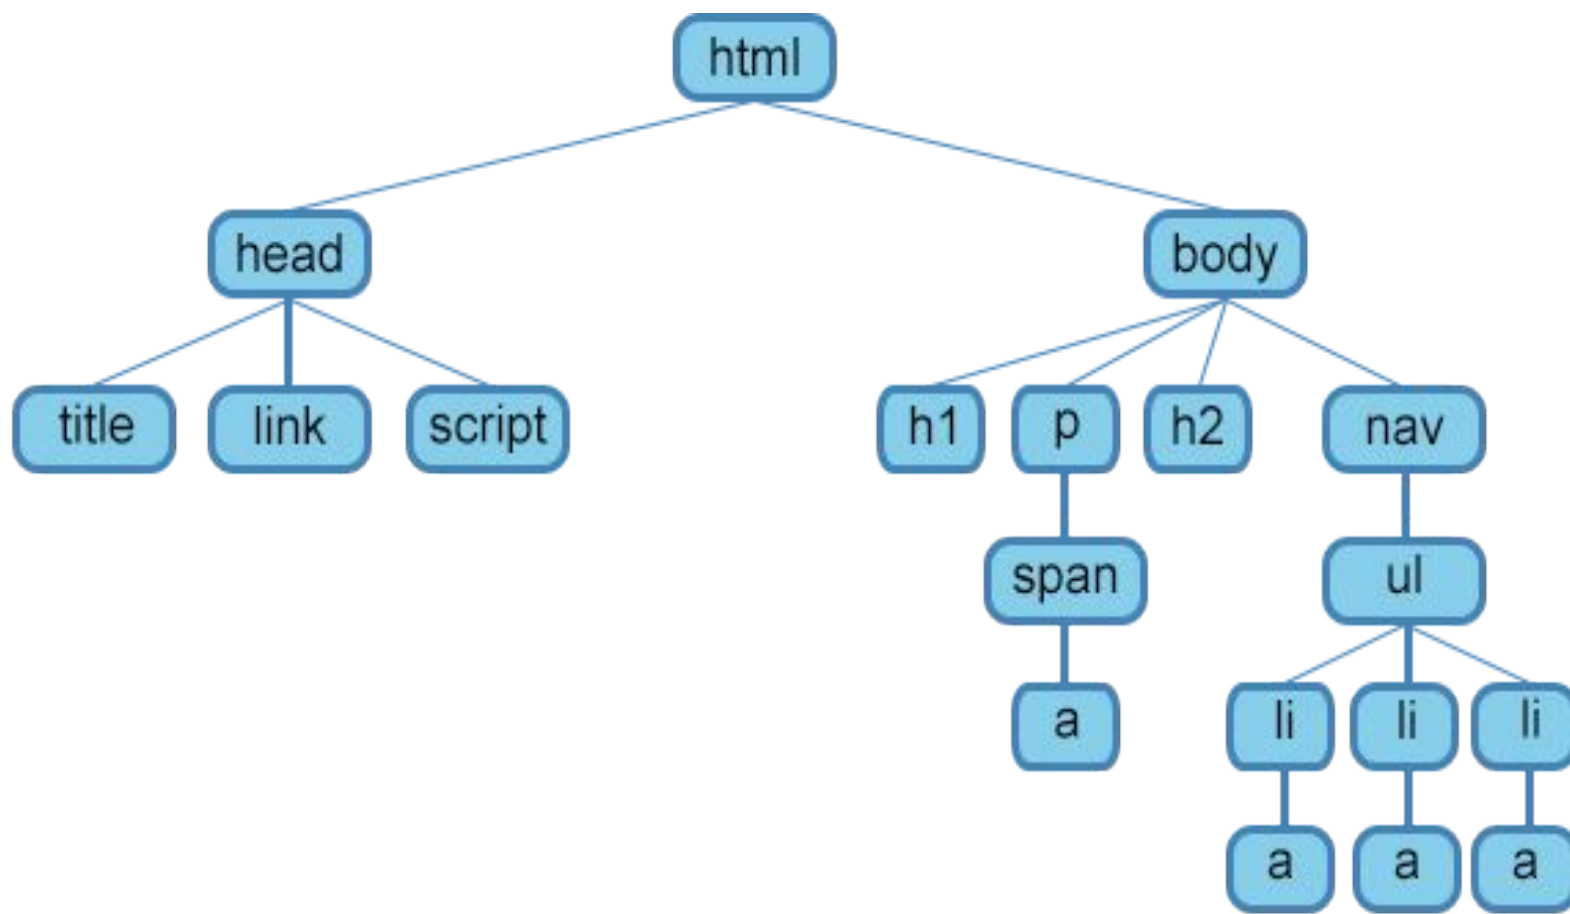 html
head
body
title
link
script
h1
p
h2
nav
span
ul
a
li
li
li
a
a
a